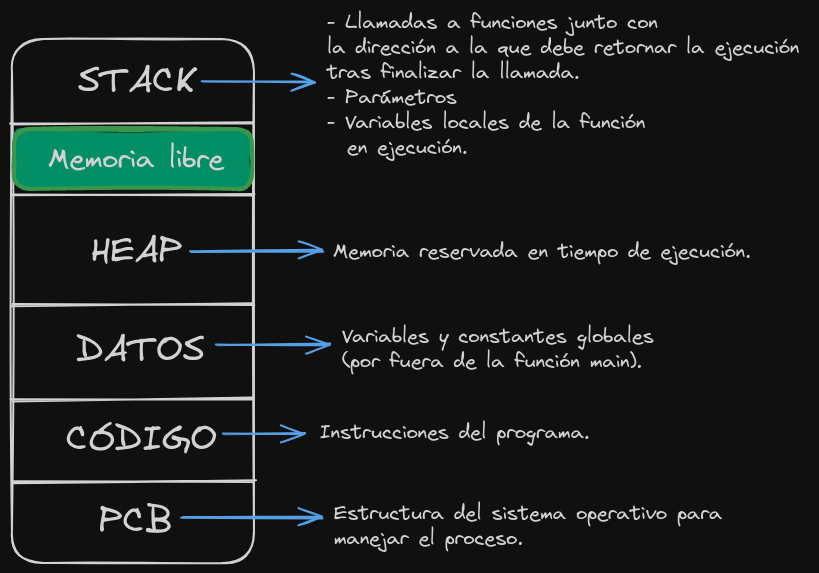 - Llamadas a funciones junto con
la dirección a la que debe retornar la ejecución
tras finalizar la llamada.
- Parámetros
- Variables locales de la función
en ejecución.
STACK
Memoria libre
HEAP
Memoria reservada en tiempo de ejecución.
DATOS
Variables y constantes globales
(por fuera de la función main).
CÓDIGO
Instrucciones del programa.
PCB
Estructura del sistema operativo para
manejar el proceso.